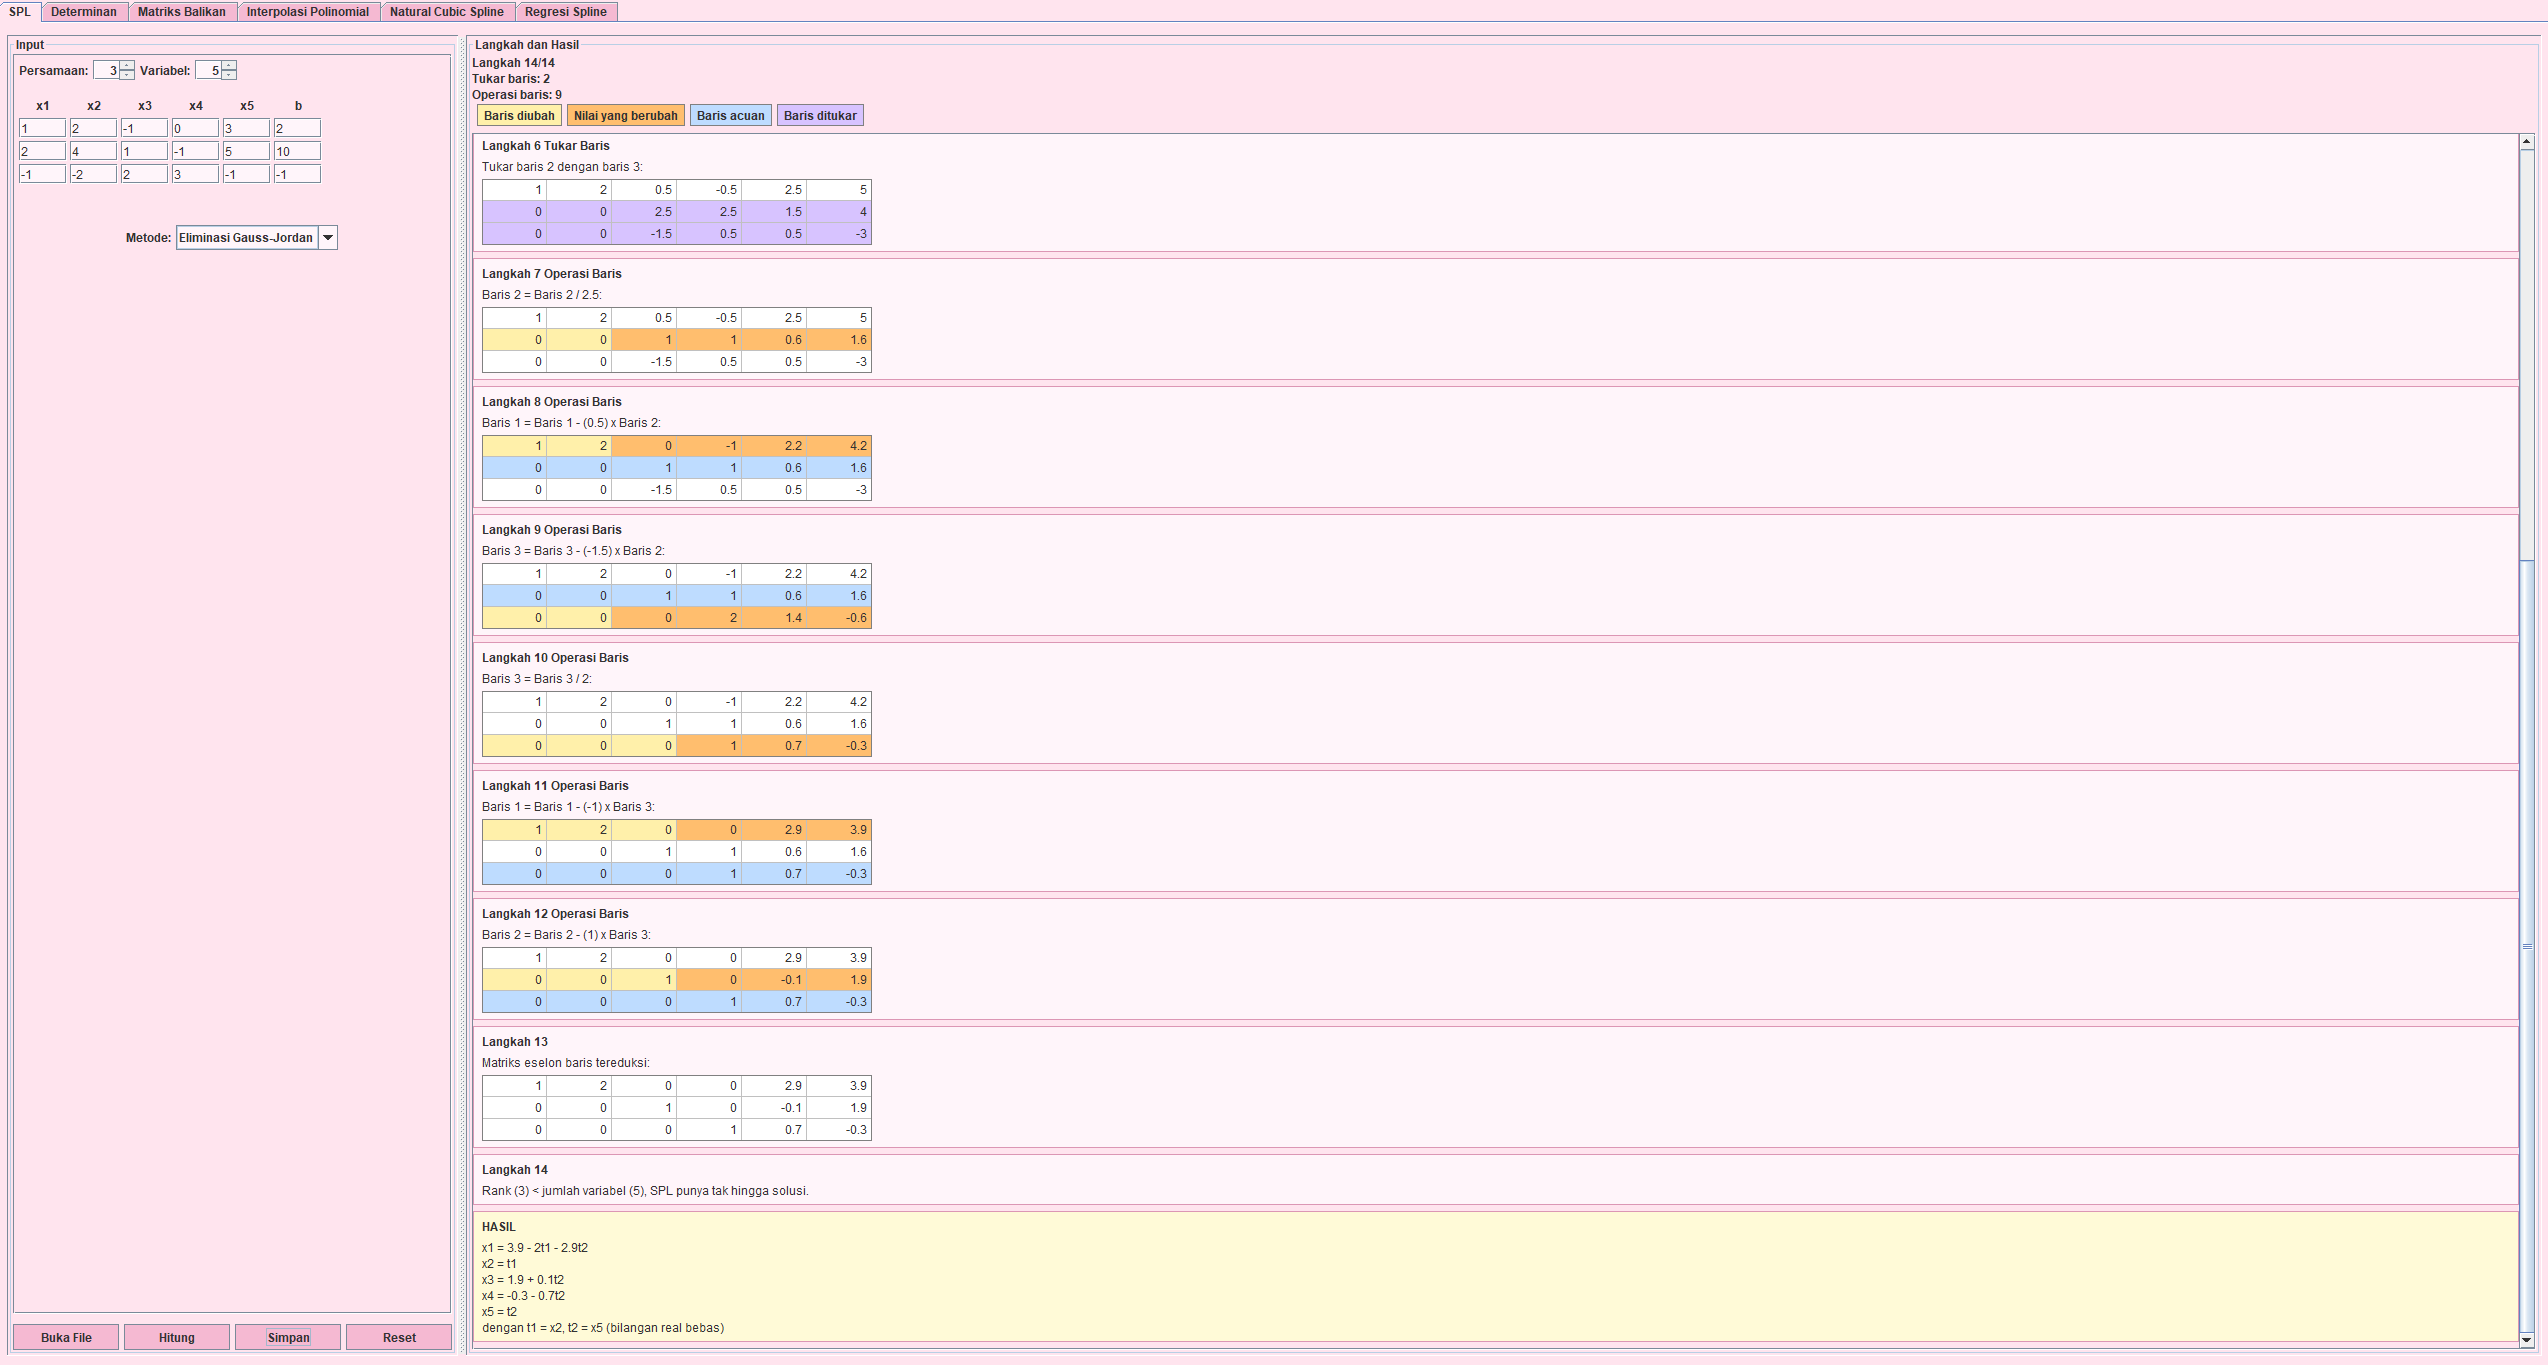 SPL Determinan Matriks Balikan Interpolasi Polinomial Natural Cubic Spline Regresi Spline
Input
Persamaan: 3 Variabel: 5
x1 x2 x3 x4 x5 b
1 2 -1 0 3 2
2 4 1 -1 5 10
-1 -2 2 3 -1 -1
Metode: Eliminasi Gauss-Jordan
Buka File Hitung Simpan Reset
Langkah dan Hasil
Langkah 14/14
Tukar baris: 2
Operasi baris: 9
Baris diubah Nilai yang berubah Baris acuan Baris ditukar
Langkah 6 Tukar Baris
Tukar baris 2 dengan baris 3:
1 2 0.5 -0.5 2.5 5
0 0 2.5 2.5 1.5 4
0 0 -1.5 0.5 0.5 -3
Langkah 7 Operasi Baris
Baris 2 = Baris 2 / 2.5:
1 2 0.5 -0.5 2.5 5
0 0 1 1 0.6 1.6
0 0 -1.5 0.5 0.5 -3
Langkah 8 Operasi Baris
Baris 1 = Baris 1 - (0.5) x Baris 2:
1 2 0 -1 2.2 4.2
0 0 1 1 0.6 1.6
0 0 -1.5 0.5 0.5 -3
Langkah 9 Operasi Baris
Baris 3 = Baris 3 - (-1.5) x Baris 2:
1 2 0 -1 2.2 4.2
0 0 1 1 0.6 1.6
0 0 0 2 1.4 -0.6
Langkah 10 Operasi Baris
Baris 3 = Baris 3 / 2:
1 2 0 -1 2.2 4.2
0 0 1 1 0.6 1.6
0 0 0 1 0.7 -0.3
Langkah 11 Operasi Baris
Baris 1 = Baris 1 - (-1) x Baris 3:
1 2 0 0 2.9 3.9
0 0 1 1 0.6 1.6
0 0 0 1 0.7 -0.3
Langkah 12 Operasi Baris
Baris 2 = Baris 2 - (1) x Baris 3:
1 2 0 0 2.9 3.9
0 0 1 0 -0.1 1.9
0 0 0 1 0.7 -0.3
Langkah 13
Matriks eselon baris tereduksi:
1 2 0 0 2.9 3.9
0 0 1 0 -0.1 1.9
0 0 0 1 0.7 -0.3
Langkah 14
Rank (3) < jumlah variabel (5), SPL punya tak hingga solusi.
HASIL
x1 = 3.9 - 2t1 - 2.9t2
x2 = t1
x3 = 1.9 + 0.1t2
x4 = -0.3 - 0.7t2
x5 = t2
dengan t1 = x2, t2 = x5 (bilangan real bebas)